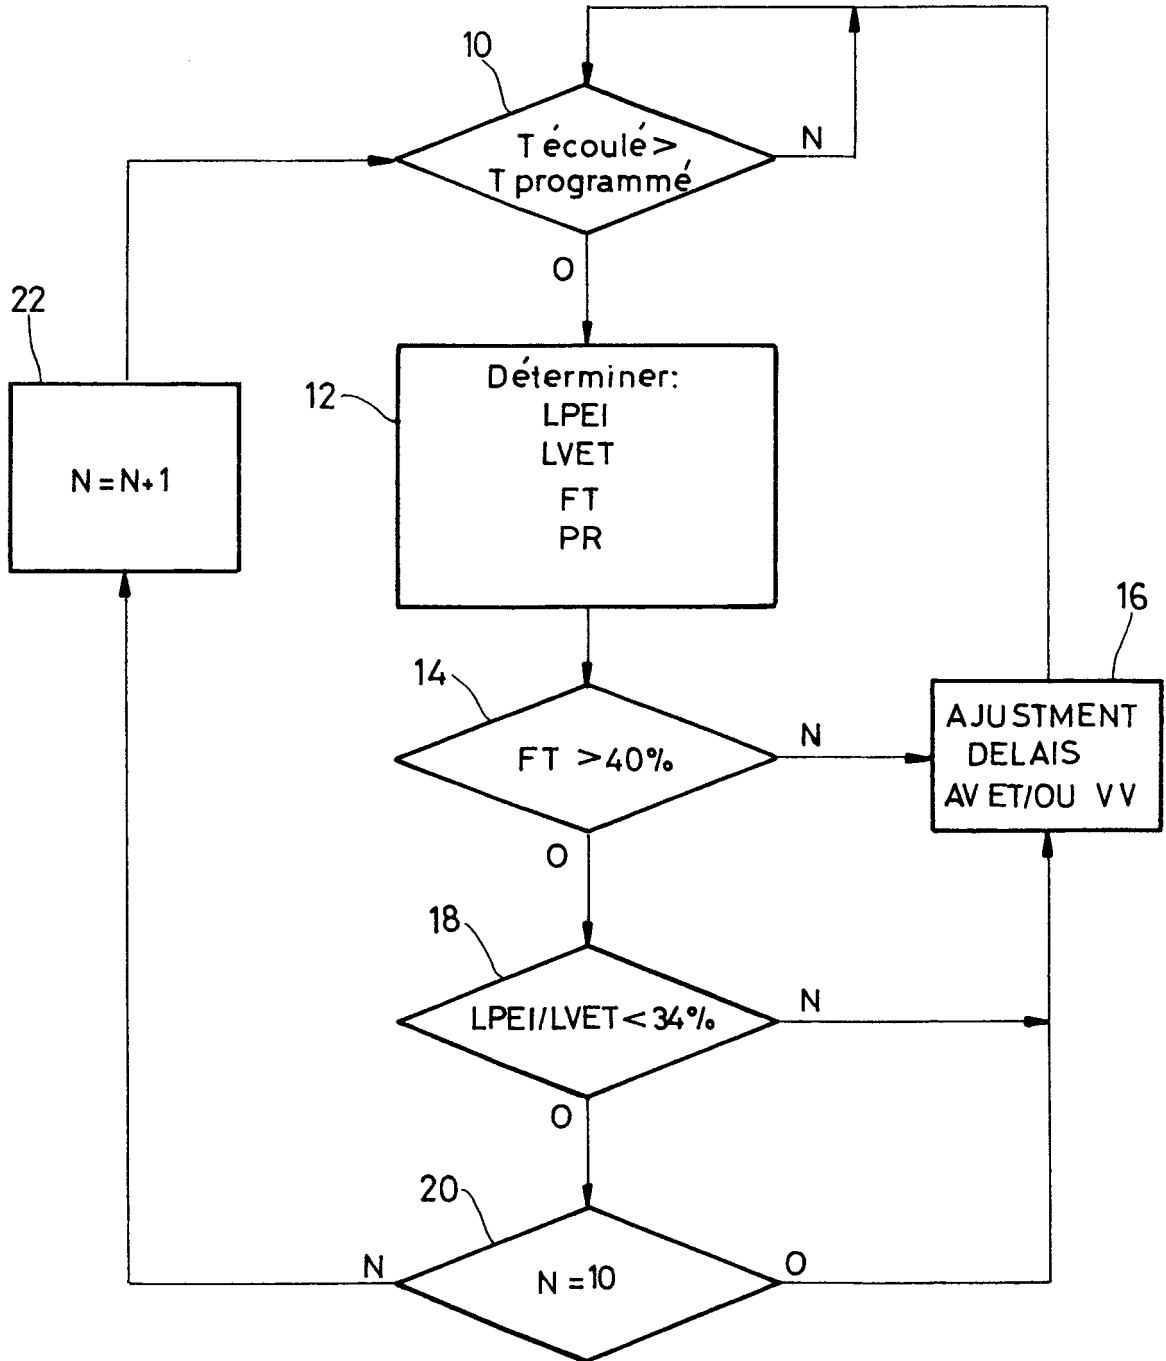 10
T écoulé >
T programmé
N
O
22
N = N+1
12
Déterminer:
LPEI
LVET
FT
PR
16
AJUSTMENT
DELAIS
AV ET/OU VV
14
FT > 40%
N
O
18
LPEI/LVET < 34%
N
O
20
N
N = 10
O